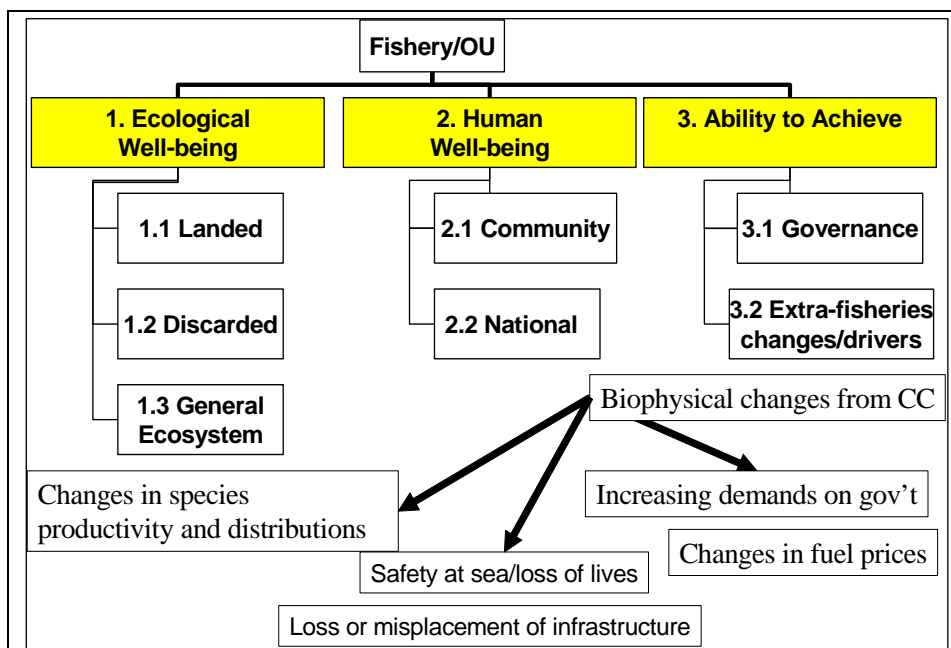 Fishery/OU
1. Ecological
Well-being
2. Human
Well-being
3. Ability to Achieve
1.1 Landed
2.1 Community
3.1 Governance
1.2 Discarded
2.2 National
3.2 Extra-fisheries
changes/drivers
1.3 General
Ecosystem
Biophysical changes from CC
Changes in species
productivity and distributions
Increasing demands on gov't
Changes in fuel prices
Safety at sea/loss of lives
Loss or misplacement of infrastructure